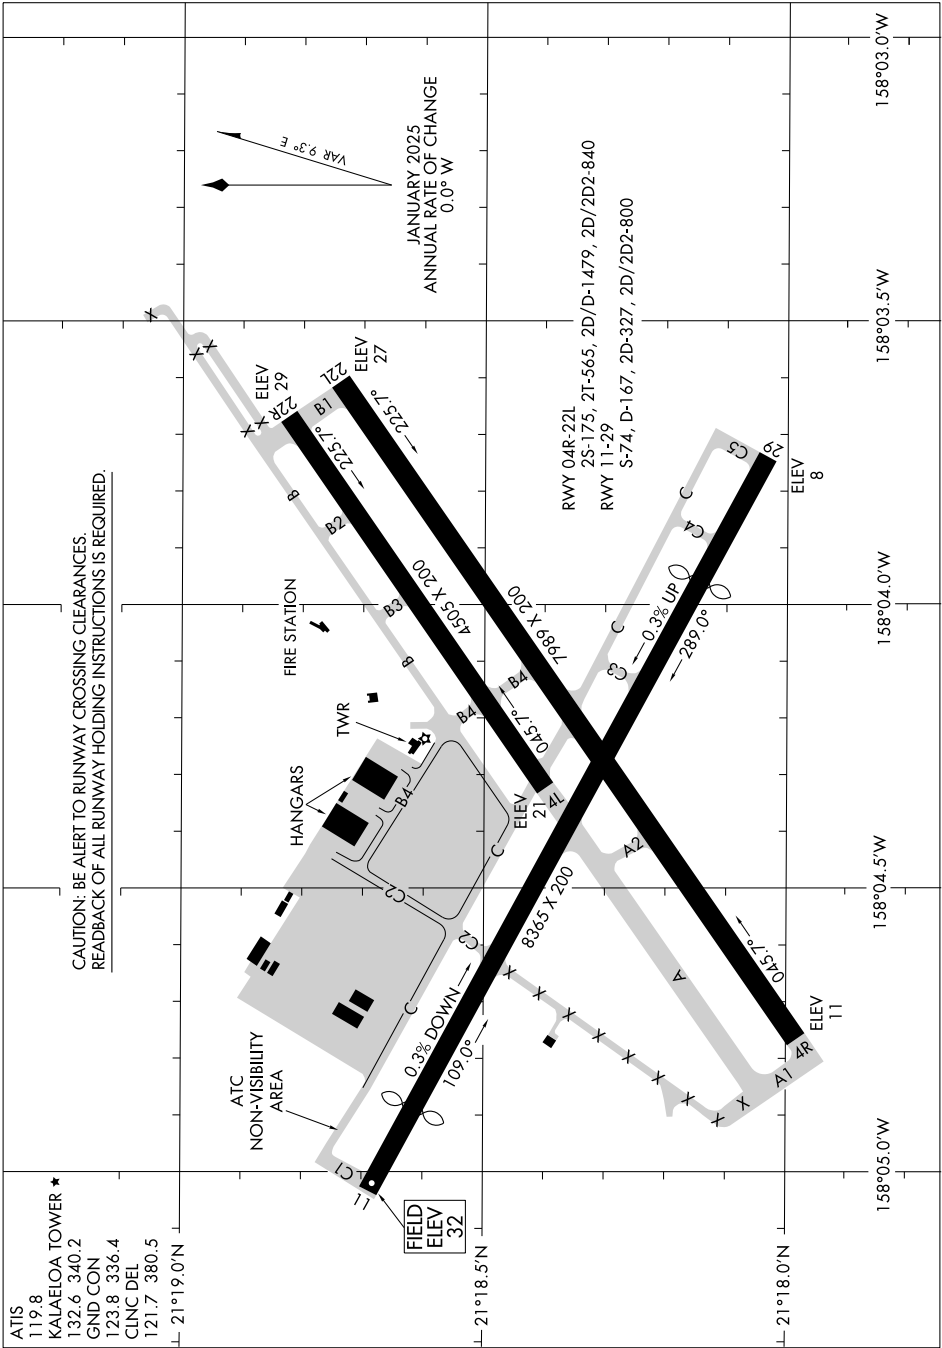 ATIS
119.8
KALAELOA TOWER ★
132.6 340.2
GND CON
123.8 336.4
CLNC DEL
121.7 380.5
CAUTION: BE ALERT TO RUNWAY CROSSING CLEARANCES.
READBACK OF ALL RUNWAY HOLDING INSTRUCTIONS IS REQUIRED.
JANUARY 2025
ANNUAL RATE OF CHANGE
0.0° W
VAR 9.3° E
21°19.0'N
21°18.5'N
21°18.0'N
158°05.0'W
158°04.5'W
158°04.0'W
158°03.5'W
158°03.0'W
ATC
NON-VISIBILITY
AREA
HANGARS
TWR
FIRE STATION
FIELD
ELEV
32
11
C1
C
C2
C2
C
B4
B4
B4
B
B3
B2
B
B1
X
X
X
X
X
ELEV
29
22R
225.7°
4505 X 200
045.7°
4L
ELEV
21
ELEV
27
22L
225.7°
7989 X 200
045.7°
4R
ELEV
11
A1
A
A2
X
X
X
X
X
X
X
X
X
0.3% DOWN
109.0°
8365 X 200
0.3% UP
289.0°
C3
C
C4
C
C5
29
ELEV
8
RWY 04R-22L
2S-175, 2T-565, 2D/D-1479, 2D/2D2-840
RWY 11-29
S-74, D-167, 2D-327, 2D/2D2-800